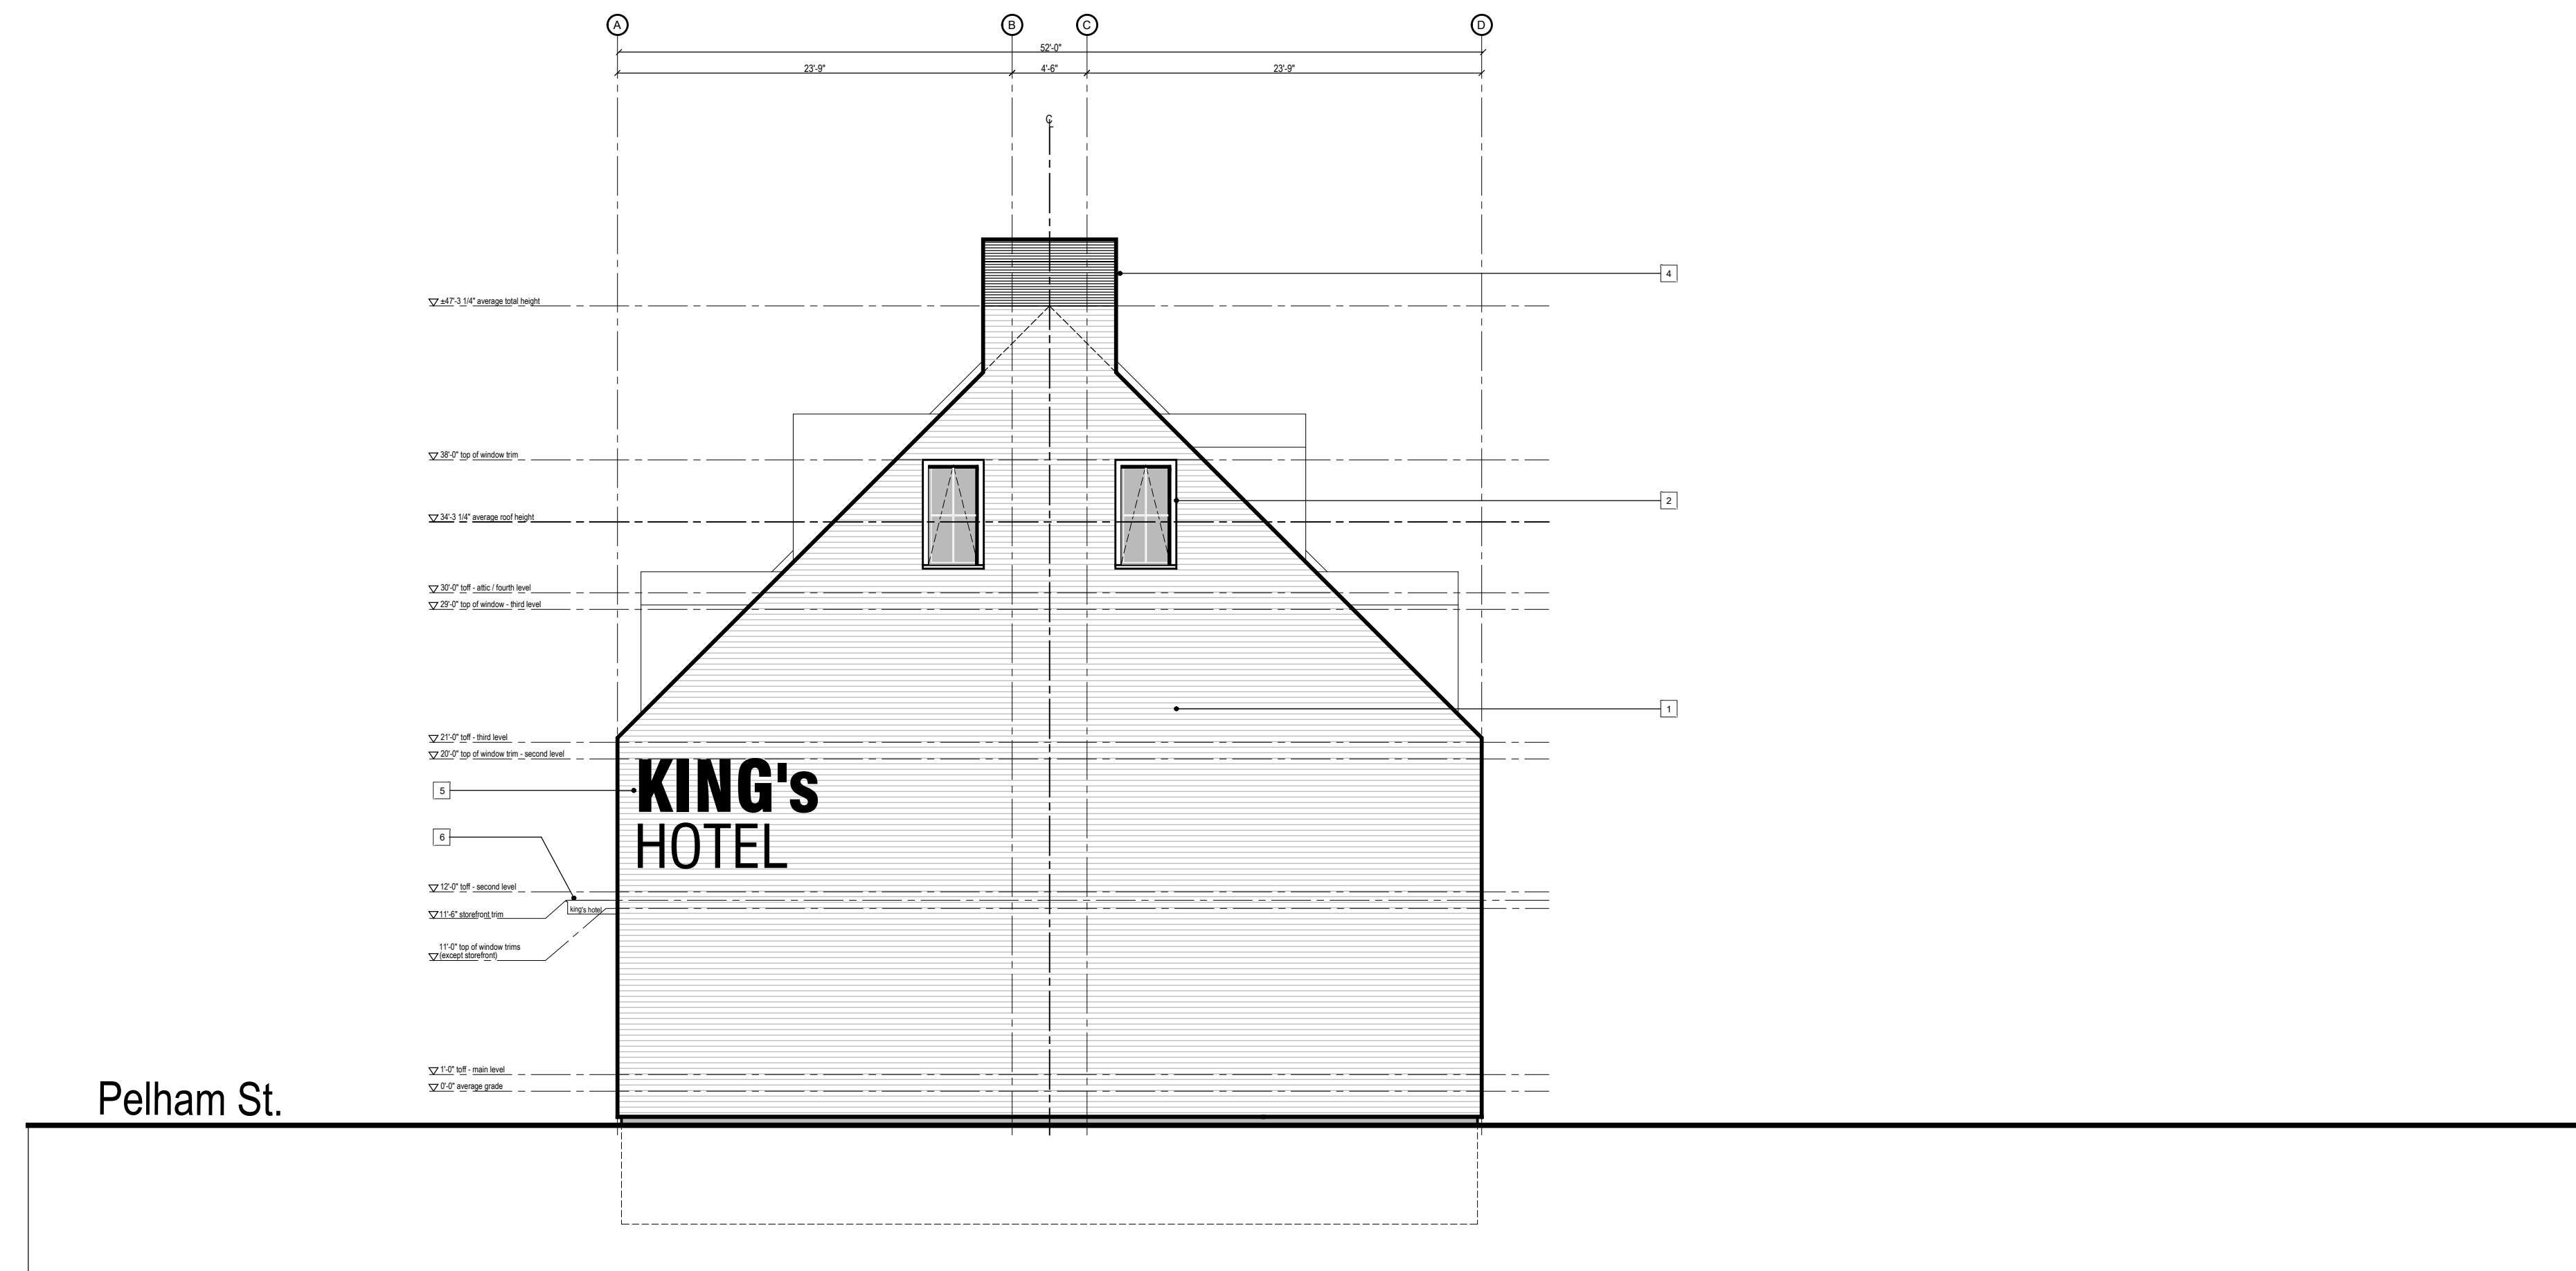 A B C D
52'-0"
23'-9" 4'-6" 23'-9"
℄
4
±47'-3 1/4" average total height
38'-0" top of window trim
2
34'-3 1/4" average roof height
30'-0" toff - attic / fourth level
29'-0" top of window - third level
1
21'-0" toff - third level
20'-0" top of window trim - second level
5
KING's
HOTEL
6
12'-0" toff - second level
king's hotel
11'-6" storefront trim
11'-0" top of window trims
(except storefront)
1'-0" toff - main level
0'-0" average grade
Pelham St.